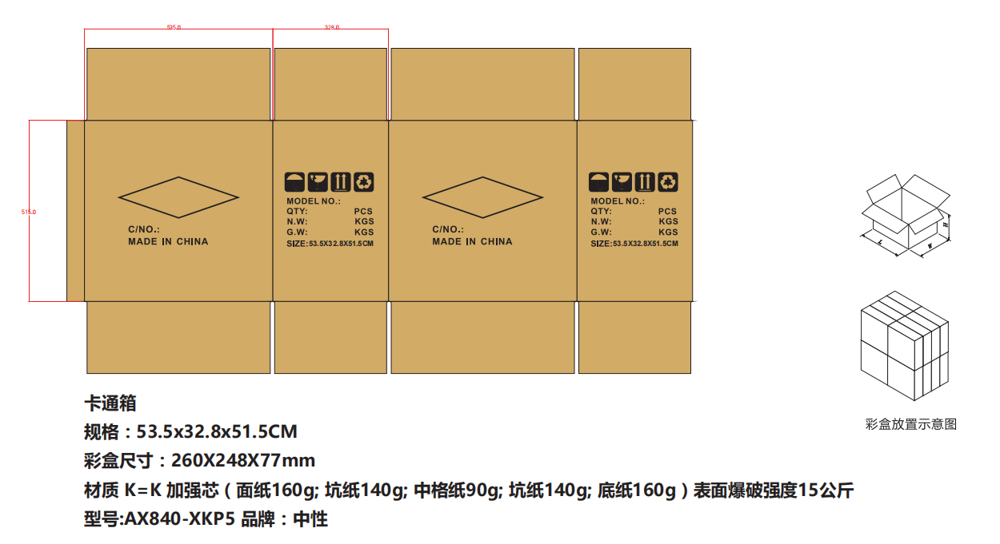 535.0
328.0
515.0
C/NO.:
MADE IN CHINA
MODEL NO.:
QTY: PCS
N.W: KGS
G.W: KGS
SIZE:53.5X32.8X51.5CM
C/NO.:
MADE IN CHINA
MODEL NO.:
QTY: PCS
N.W: KGS
G.W: KGS
SIZE:53.5X32.8X51.5CM
H
L
W
彩盒放置示意图
卡通箱
规格：53.5x32.8x51.5CM
彩盒尺寸：260X248X77mm
材质 K=K 加强芯（面纸160g; 坑纸140g; 中格纸90g; 坑纸140g; 底纸160g）表面爆破强度15公斤
型号:AX840-XKP5 品牌：中性